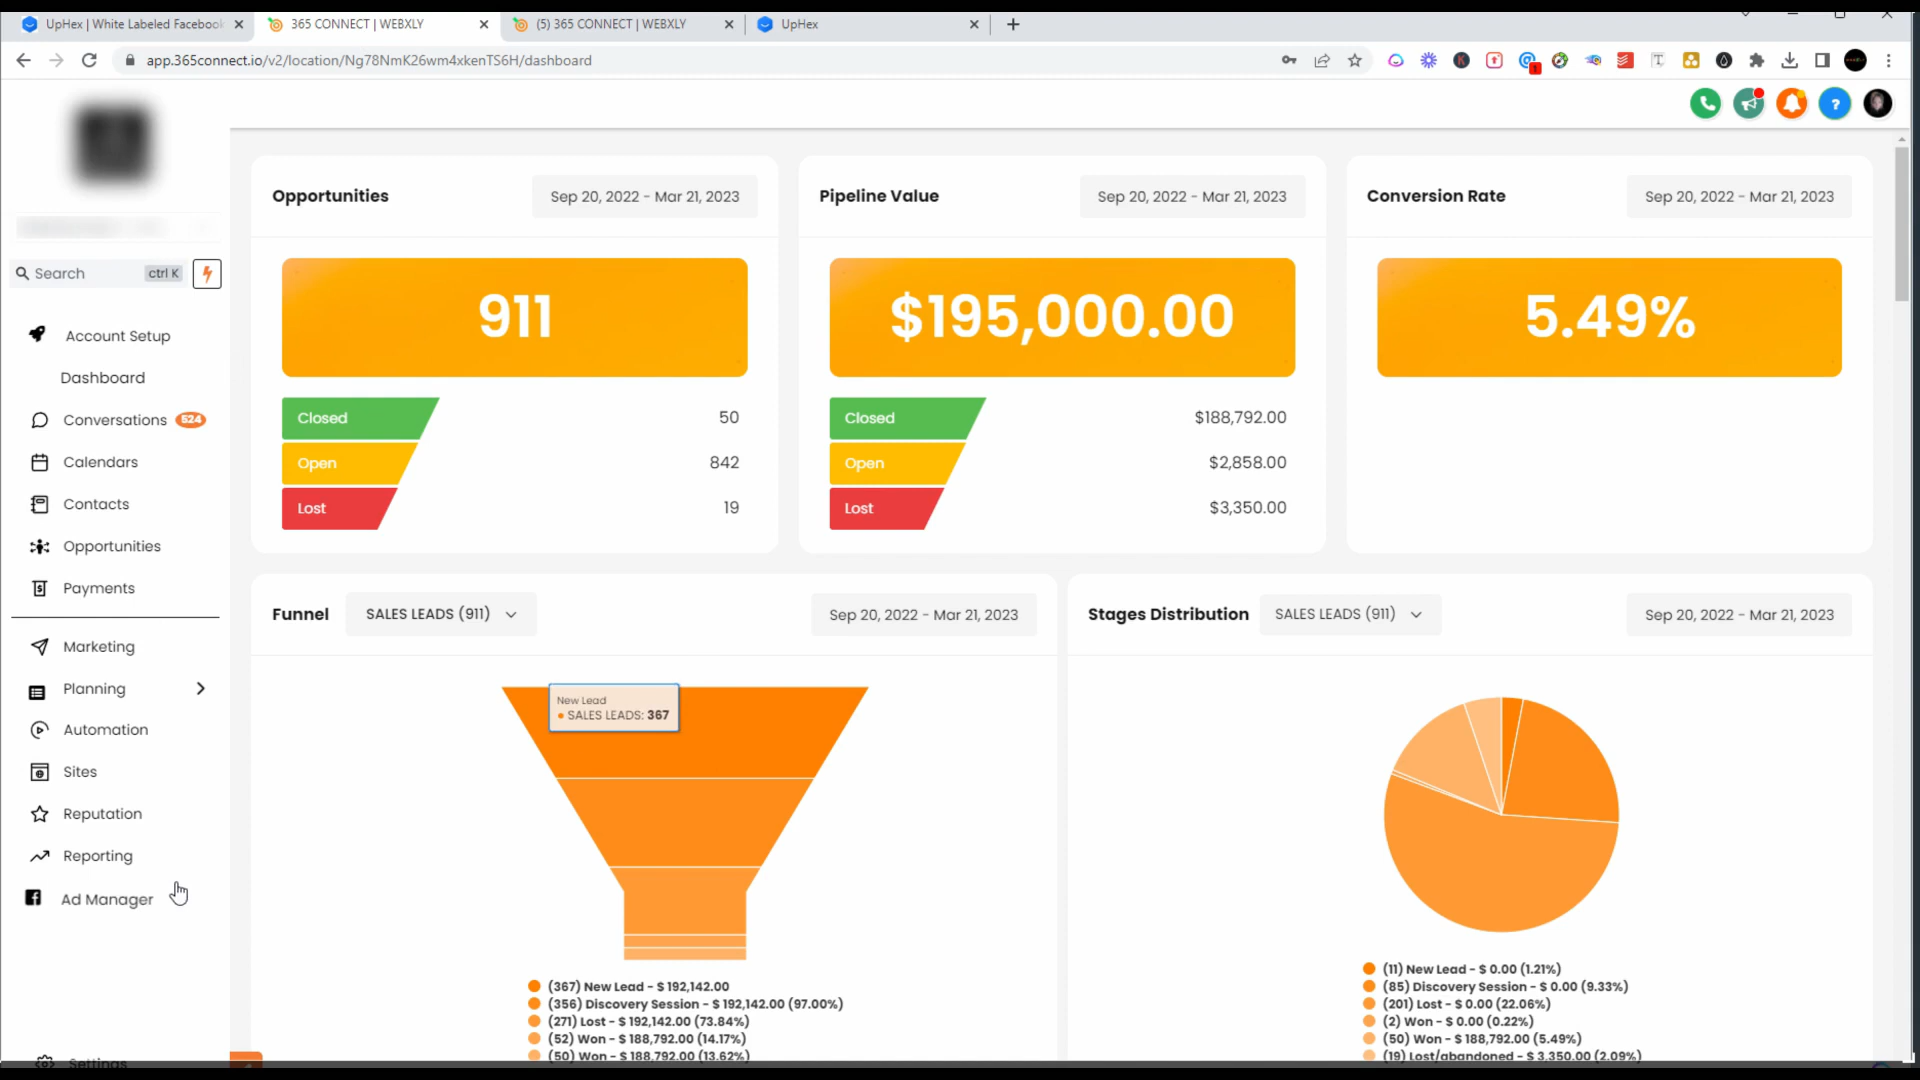 UpHex | White Labeled Facebook
365 CONNECT | WEBXLY
(5) 365 CONNECT | WEBXLY
UpHex
app.365connect.io/v2/location/Ng78NmK26wm4xkenTS6H/dashboard
Search
ctrl K
Account Setup
Dashboard
Conversations 524
Calendars
Contacts
Opportunities
Payments
Marketing
Planning
Automation
Sites
Reputation
Reporting
Ad Manager
Settings
Opportunities
Sep 20, 2022 - Mar 21, 2023
911
Closed 50
Open 842
Lost 19
Pipeline Value
Sep 20, 2022 - Mar 21, 2023
$195,000.00
Closed $188,792.00
Open $2,858.00
Lost $3,350.00
Conversion Rate
Sep 20, 2022 - Mar 21, 2023
5.49%
Funnel
SALES LEADS (911)
Sep 20, 2022 - Mar 21, 2023
New Lead
SALES LEADS: 367
(367) New Lead - $ 192,142.00
(356) Discovery Session - $ 192,142.00 (97.00%)
(271) Lost - $ 192,142.00 (73.84%)
(52) Won - $ 188,792.00 (14.17%)
(50) Won - $ 188,792.00 (13.62%)
Stages Distribution
SALES LEADS (911)
Sep 20, 2022 - Mar 21, 2023
(11) New Lead - $ 0.00 (1.21%)
(85) Discovery Session - $ 0.00 (9.33%)
(201) Lost - $ 0.00 (22.06%)
(2) Won - $ 0.00 (0.22%)
(50) Won - $ 188,792.00 (5.49%)
(19) Lost/abandoned - $ 3,350.00 (2.09%)